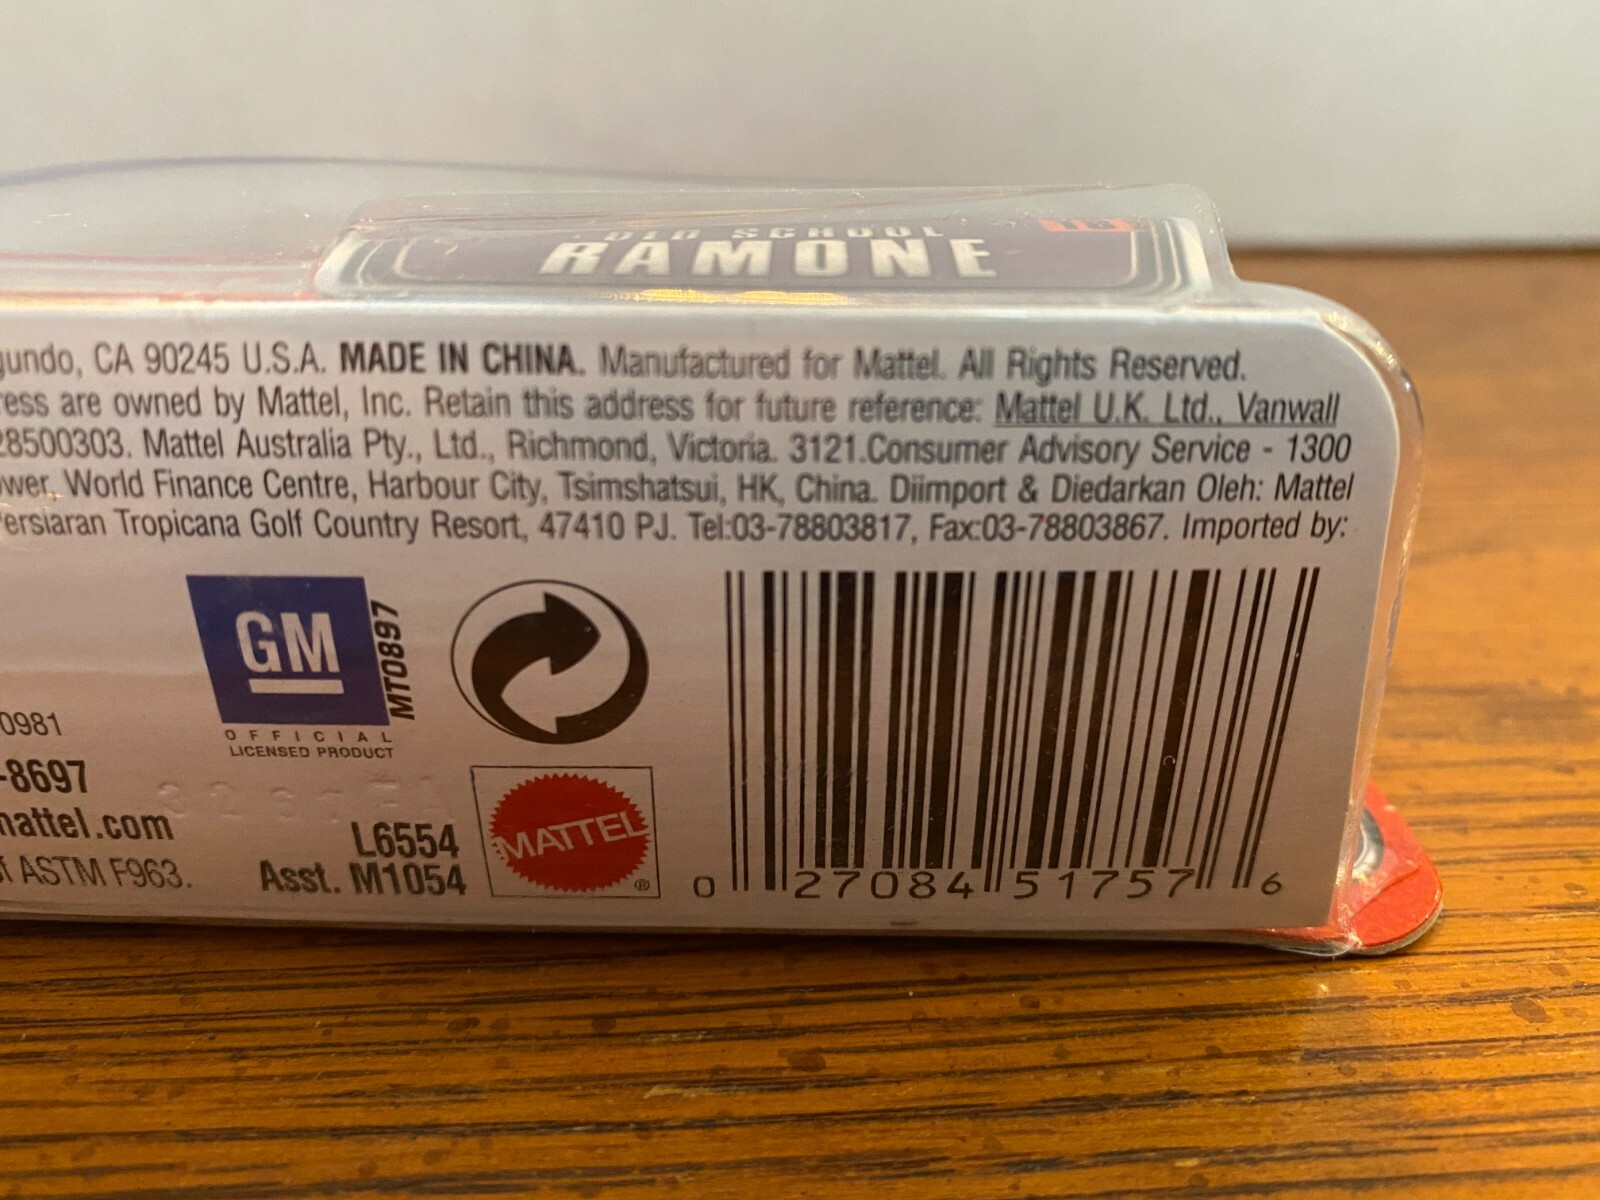 OLD SCHOOL
18
RAMONE
gundo, CA 90245 U.S.A. MADE IN CHINA. Manufactured for Mattel. All Rights Reserved.
ress are owned by Mattel, Inc. Retain this address for future reference: Mattel U.K. Ltd., Vanwall
28500303. Mattel Australia Pty., Ltd., Richmond, Victoria. 3121.Consumer Advisory Service - 1300
ower, World Finance Centre, Harbour City, Tsimshatsui, HK, China. Diimport & Diedarkan Oleh: Mattel
Persiaran Tropicana Golf Country Resort, 47410 PJ. Tel:03-78803817, Fax:03-78803867. Imported by:
GM
MT0897
OFFICIAL
LICENSED PRODUCT
0981
-8697
mattel.com
f ASTM F963.
L6554
Asst. M1054
MATTEL
®
0 27084 51757 6